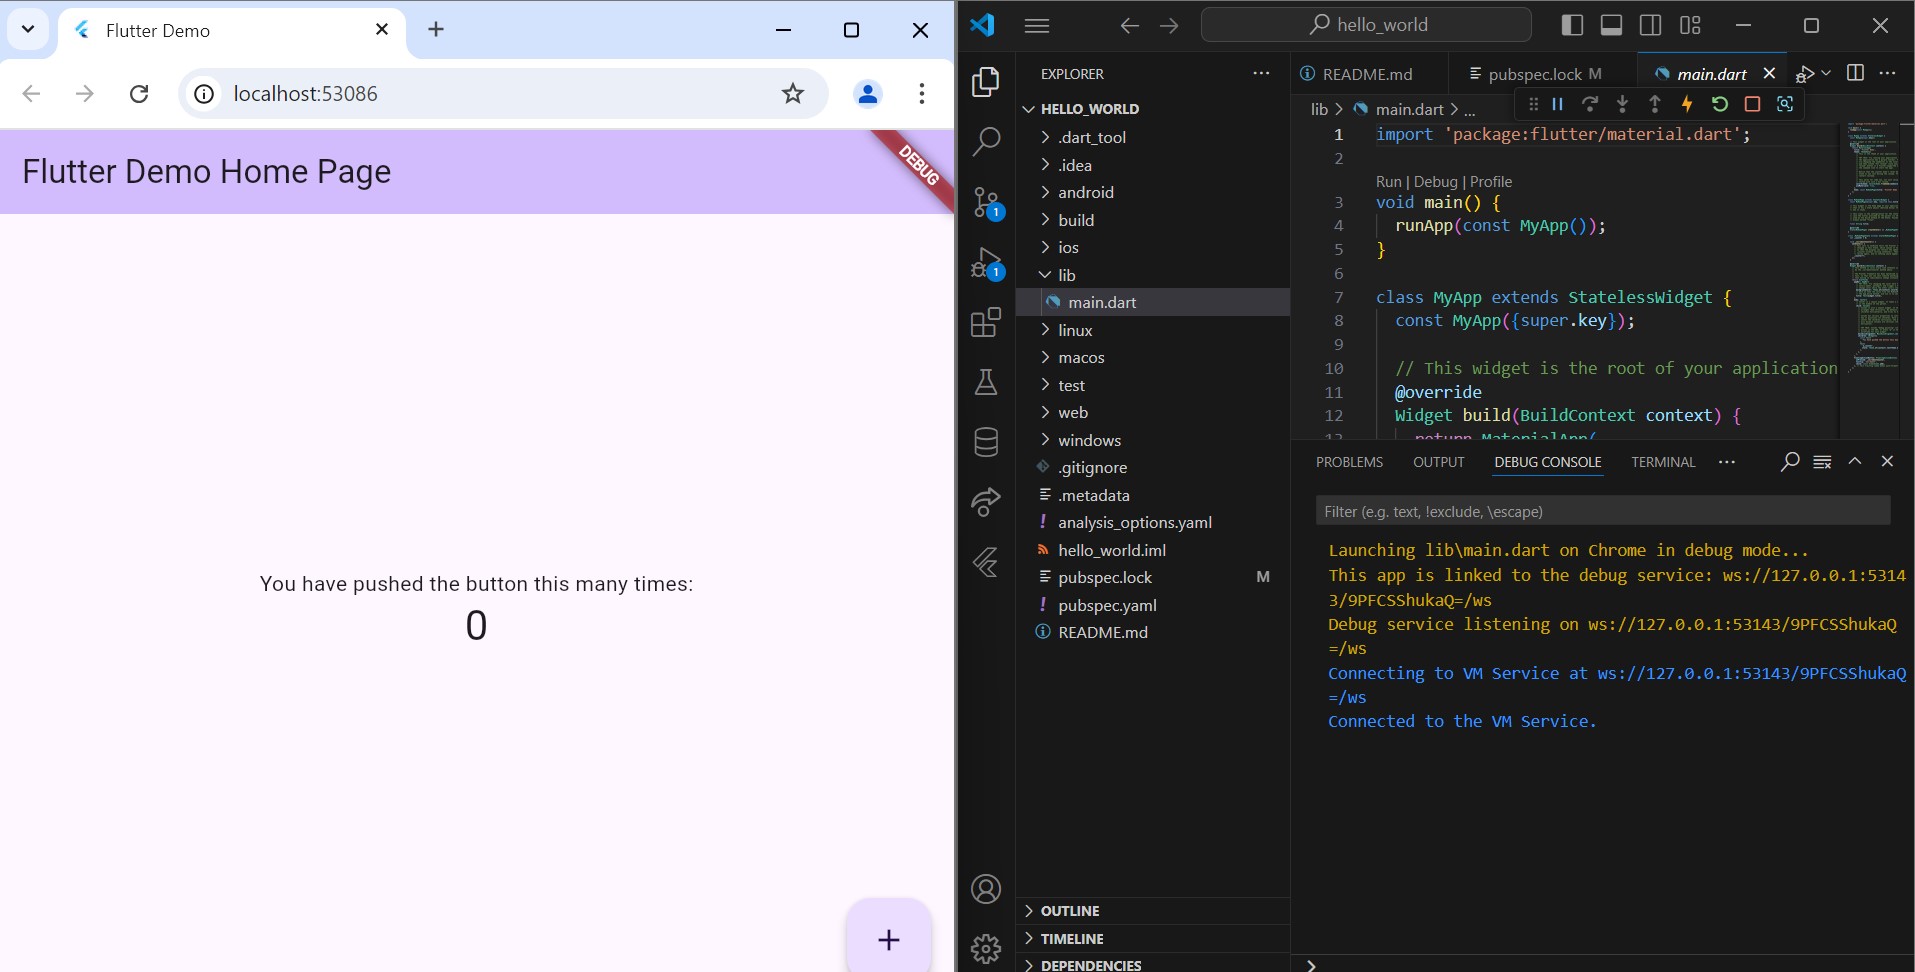 Flutter Demo
localhost:53086
Flutter Demo Home Page
DEBUG
You have pushed the button this many times:
0
+
hello_world
EXPLORER
HELLO_WORLD
.dart_tool
.idea
android
build
ios
lib
main.dart
linux
macos
test
web
windows
.gitignore
.metadata
analysis_options.yaml
hello_world.iml
pubspec.lock M
pubspec.yaml
README.md
OUTLINE
TIMELINE
DEPENDENCIES
1
1
README.md
pubspec.lock M
main.dart
lib > main.dart > ...
1 import 'package:flutter/material.dart';
2
Run | Debug | Profile
3 void main() {
4 runApp(const MyApp());
5 }
6
7 class MyApp extends StatelessWidget {
8 const MyApp({super.key});
9
10 // This widget is the root of your application
11 @override
12 Widget build(BuildContext context) {
13 return MaterialApp(
PROBLEMS OUTPUT DEBUG CONSOLE TERMINAL
Filter (e.g. text, !exclude, \escape)
Launching lib\main.dart on Chrome in debug mode...
This app is linked to the debug service: ws://127.0.0.1:5314
3/9PFCSShukaQ=/ws
Debug service listening on ws://127.0.0.1:53143/9PFCSShukaQ
=/ws
Connecting to VM Service at ws://127.0.0.1:53143/9PFCSShukaQ
=/ws
Connected to the VM Service.